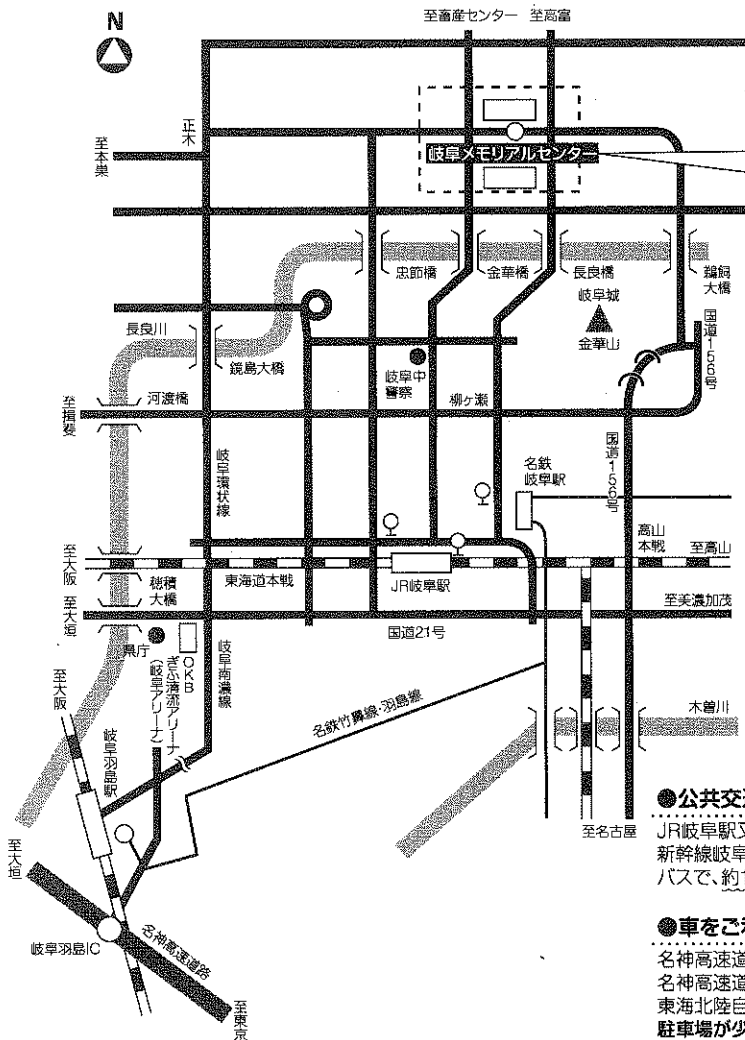 N
至畜産センター
至高富
正木
至本巣
岐阜メモリアルセンター
忠節橋
金華橋
長良橋
鵜飼
大橋
岐阜城
金華山
国道156号
長良川
鏡島大橋
岐阜中
警察
河渡橋
至揖斐
柳ヶ瀬
国道156号
岐阜環状線
名鉄
岐阜駅
高山
本戦
至高山
至大阪
穂積
大橋
東海道本戦
JR岐阜駅
至大垣
至美濃加茂
国道21号
県庁
OKB
ぎふ清流アリーナ
(岐阜アリーナ)
岐阜南濃線
至大阪
岐阜羽島駅
名鉄竹鼻線・羽島線
木曽川
至名古屋
至大垣
岐阜羽島IC
名神高速道路
至東京
●公共交
JR岐阜駅又
新幹線岐阜
バスで、約
●車をご
名神高速道
名神高速道
東海北陸自
駐車場が少